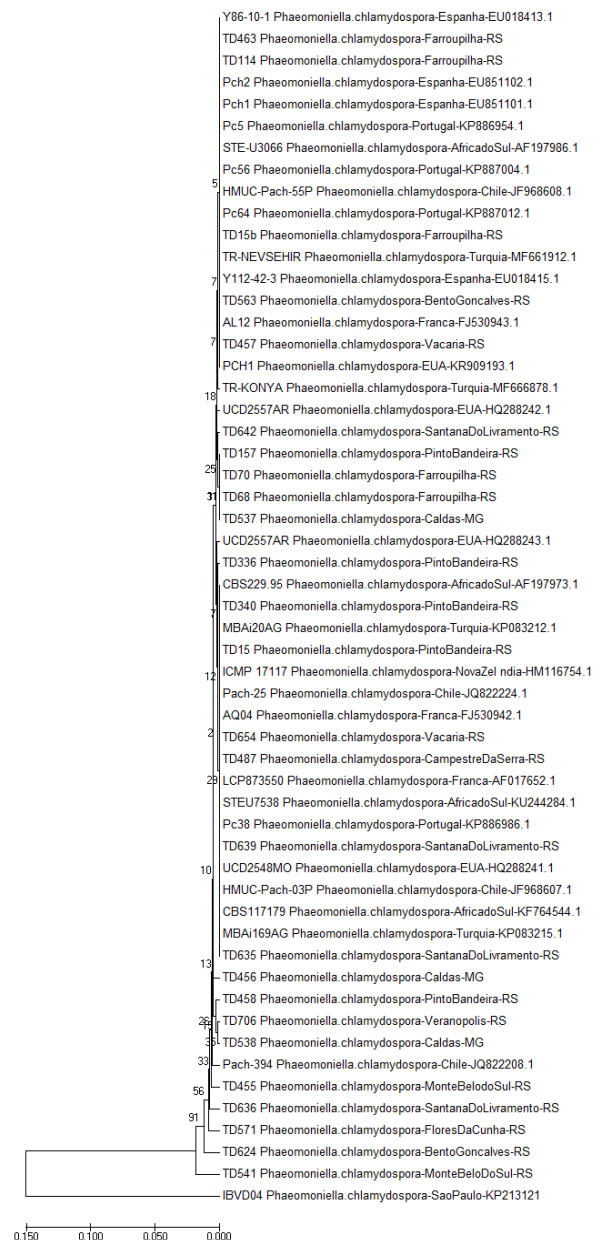 Y86-10-1 Phaeomoniella.chlamydospora-Espanha-EU018413.1
TD463 Phaeomoniella.chlamydospora-Farroupilha-RS
TD114 Phaeomoniella.chlamydospora-Farroupilha-RS
Pch2 Phaeomoniella.chlamydospora-Espanha-EU851102.1
Pch1 Phaeomoniella.chlamydospora-Espanha-EU851101.1
Pc5 Phaeomoniella.chlamydospora-Portugal-KP886954.1
STE-U3066 Phaeomoniella.chlamydospora-AfricadoSul-AF197986.1
Pc56 Phaeomoniella.chlamydospora-Portugal-KP887004.1
5
HMUC-Pach-55P Phaeomoniella.chlamydospora-Chile-JF968608.1
Pc64 Phaeomoniella.chlamydospora-Portugal-KP887012.1
TD15b Phaeomoniella.chlamydospora-Farroupilha-RS
TR-NEVSEHIR Phaeomoniella.chlamydospora-Turquia-MF661912.1
7
Y112-42-3 Phaeomoniella.chlamydospora-Espanha-EU018415.1
TD563 Phaeomoniella.chlamydospora-BentoGoncalves-RS
AL12 Phaeomoniella.chlamydospora-Franca-FJ530943.1
7
TD457 Phaeomoniella.chlamydospora-Vacaria-RS
PCH1 Phaeomoniella.chlamydospora-EUA-KR909193.1
TR-KONYA Phaeomoniella.chlamydospora-Turquia-MF666878.1
18
UCD2557AR Phaeomoniella.chlamydospora-EUA-HQ288242.1
TD642 Phaeomoniella.chlamydospora-SantanaDoLivramento-RS
TD157 Phaeomoniella.chlamydospora-PintoBandeira-RS
25
TD70 Phaeomoniella.chlamydospora-Farroupilha-RS
31
TD68 Phaeomoniella.chlamydospora-Farroupilha-RS
TD537 Phaeomoniella.chlamydospora-Caldas-MG
UCD2557AR Phaeomoniella.chlamydospora-EUA-HQ288243.1
TD336 Phaeomoniella.chlamydospora-PintoBandeira-RS
CBS229.95 Phaeomoniella.chlamydospora-AfricadoSul-AF197973.1
TD340 Phaeomoniella.chlamydospora-PintoBandeira-RS
MBAi20AG Phaeomoniella.chlamydospora-Turquia-KP083212.1
TD15 Phaeomoniella.chlamydospora-PintoBandeira-RS
12
ICMP 17117 Phaeomoniella.chlamydospora-NovaZel ndia-HM116754.1
Pach-25 Phaeomoniella.chlamydospora-Chile-JQ822224.1
AQ04 Phaeomoniella.chlamydospora-Franca-FJ530942.1
2
TD654 Phaeomoniella.chlamydospora-Vacaria-RS
TD487 Phaeomoniella.chlamydospora-CampestreDaSerra-RS
29
LCP873550 Phaeomoniella.chlamydospora-Franca-AF017652.1
STEU7538 Phaeomoniella.chlamydospora-AfricadoSul-KU244284.1
Pc38 Phaeomoniella.chlamydospora-Portugal-KP886986.1
TD639 Phaeomoniella.chlamydospora-SantanaDoLivramento-RS
10
UCD2548MO Phaeomoniella.chlamydospora-EUA-HQ288241.1
HMUC-Pach-03P Phaeomoniella.chlamydospora-Chile-JF968607.1
CBS117179 Phaeomoniella.chlamydospora-AfricadoSul-KF764544.1
MBAi169AG Phaeomoniella.chlamydospora-Turquia-KP083215.1
TD635 Phaeomoniella.chlamydospora-SantanaDoLivramento-RS
13
TD456 Phaeomoniella.chlamydospora-Caldas-MG
TD458 Phaeomoniella.chlamydospora-PintoBandeira-RS
26
TD706 Phaeomoniella.chlamydospora-Veranopolis-RS
TD538 Phaeomoniella.chlamydospora-Caldas-MG
33
Pach-394 Phaeomoniella.chlamydospora-Chile-JQ822208.1
TD455 Phaeomoniella.chlamydospora-MonteBelodoSul-RS
56
TD636 Phaeomoniella.chlamydospora-SantanaDoLivramento-RS
91
TD571 Phaeomoniella.chlamydospora-FloresDaCunha-RS
TD624 Phaeomoniella.chlamydospora-BentoGoncalves-RS
TD541 Phaeomoniella.chlamydospora-MonteBeloDoSul-RS
IBVD04 Phaeomoniella.chlamydospora-SaoPaulo-KP213121
0.150 0.100 0.050 0.000